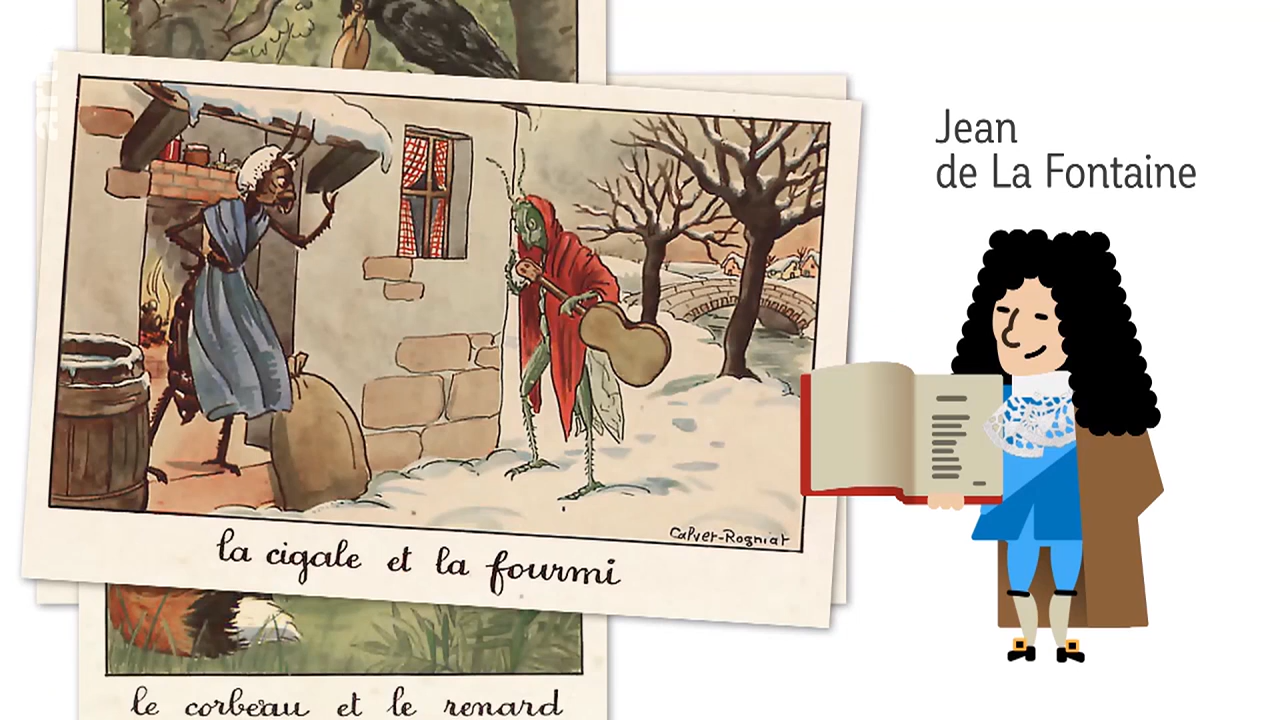 Jean
de La Fontaine
Calvet-Rogniat
la cigale et la fourmi
le corbeau et le renard